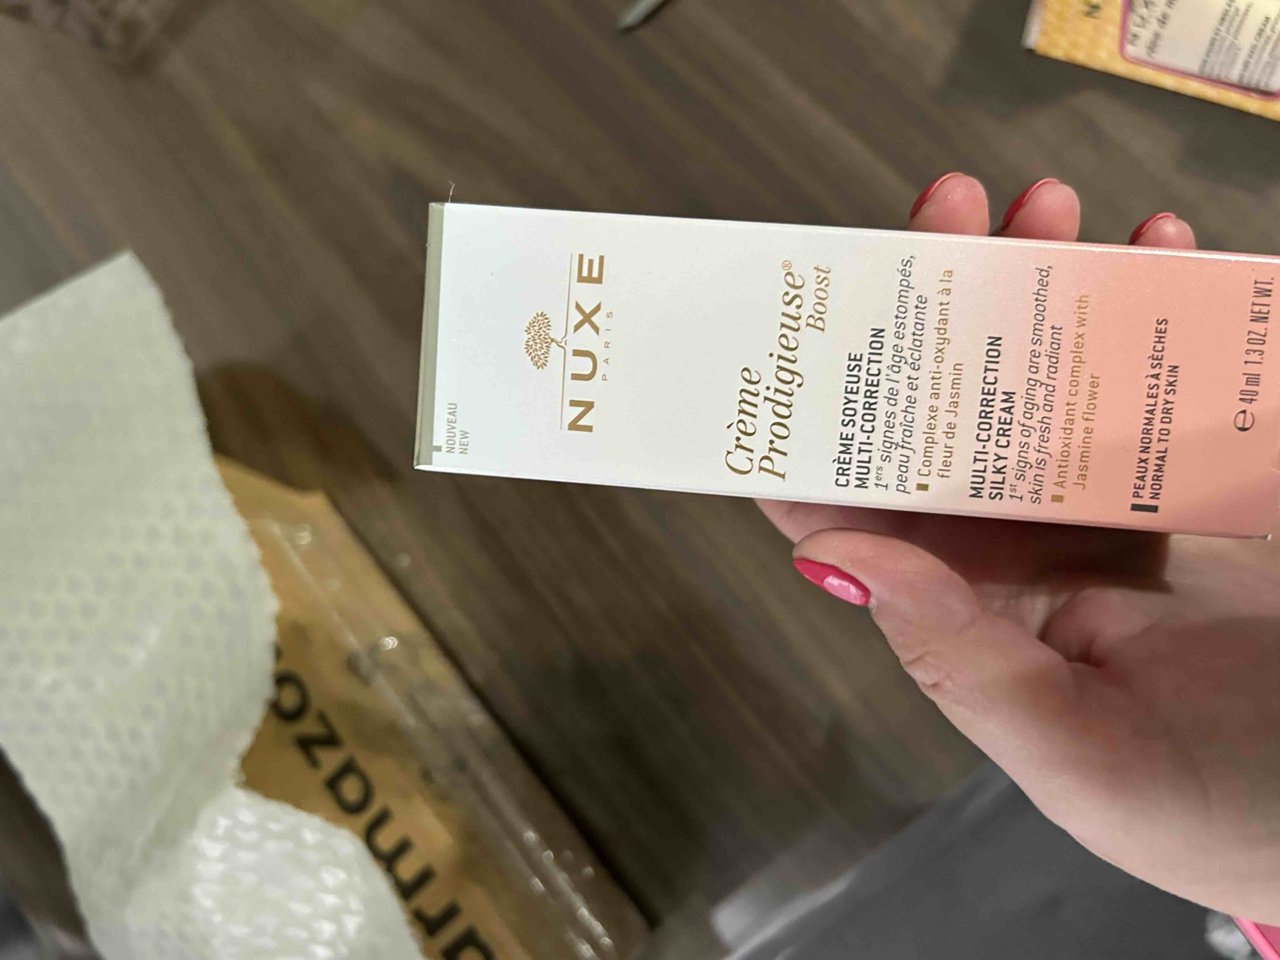 NOUVEAU
NEW
NUXE
PARIS
Crème
Prodigieuse®
Boost
CRÈME SOYEUSE
MULTI-CORRECTION
1ers signes de l'âge estompés,
peau fraîche et éclatante
Complexe anti-oxydant à la
fleur de Jasmin
MULTI-CORRECTION
SILKY CREAM
1st signs of aging are smoothed,
skin is fresh and radiant
Antioxidant complex with
Jasmine flower
PEAUX NORMALES À SÈCHES
NORMAL TO DRY SKIN
e 40 ml 1.3 OZ. NET WT.
rmazo